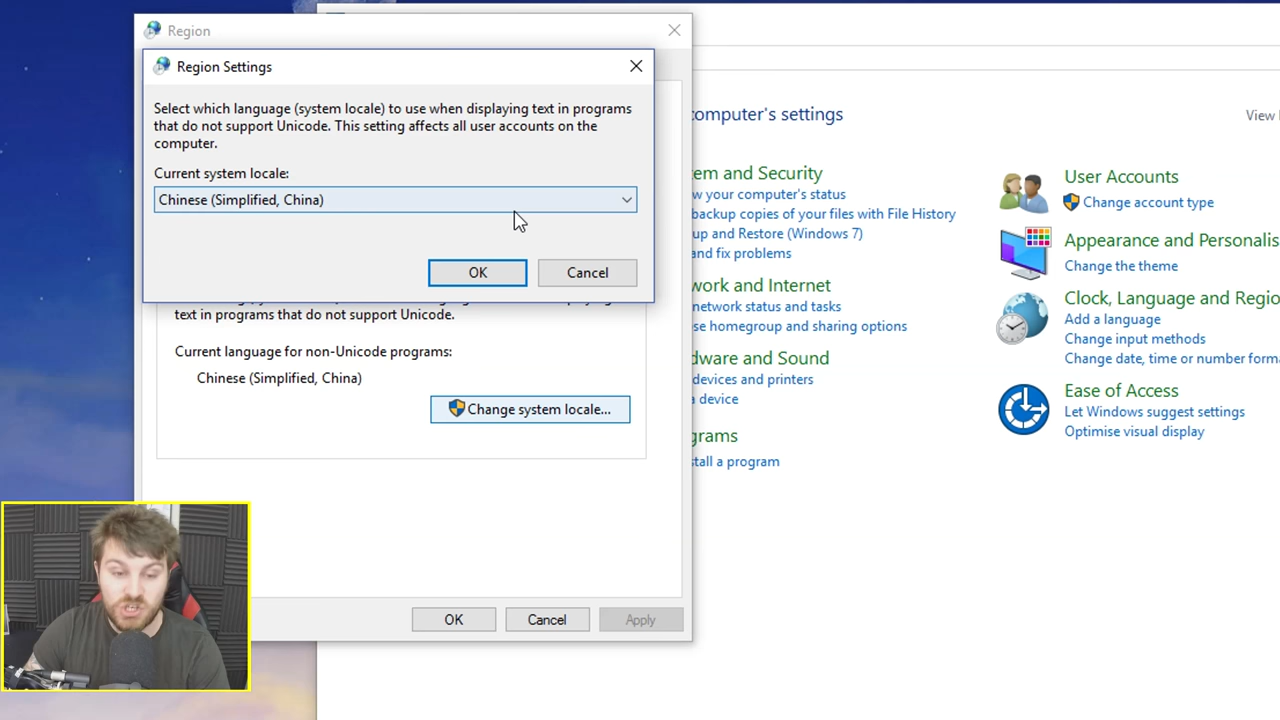 Region
Region Settings
Select which language (system locale) to use when displaying text in programs
that do not support Unicode. This setting affects all user accounts on the
computer.
Current system locale:
Chinese (Simplified, China)
OK
Cancel
text in programs that do not support Unicode.
Current language for non-Unicode programs:
Chinese (Simplified, China)
Change system locale...
OK
Cancel
Apply
computer's settings
View
em and Security
w your computer's status
backup copies of your files with File History
up and Restore (Windows 7)
and fix problems
work and Internet
network status and tasks
se homegroup and sharing options
dware and Sound
devices and printers
a device
grams
stall a program
User Accounts
Change account type
Appearance and Personalis
Change the theme
Clock, Language and Regio
Add a language
Change input methods
Change date, time or number forma
Ease of Access
Let Windows suggest settings
Optimise visual display